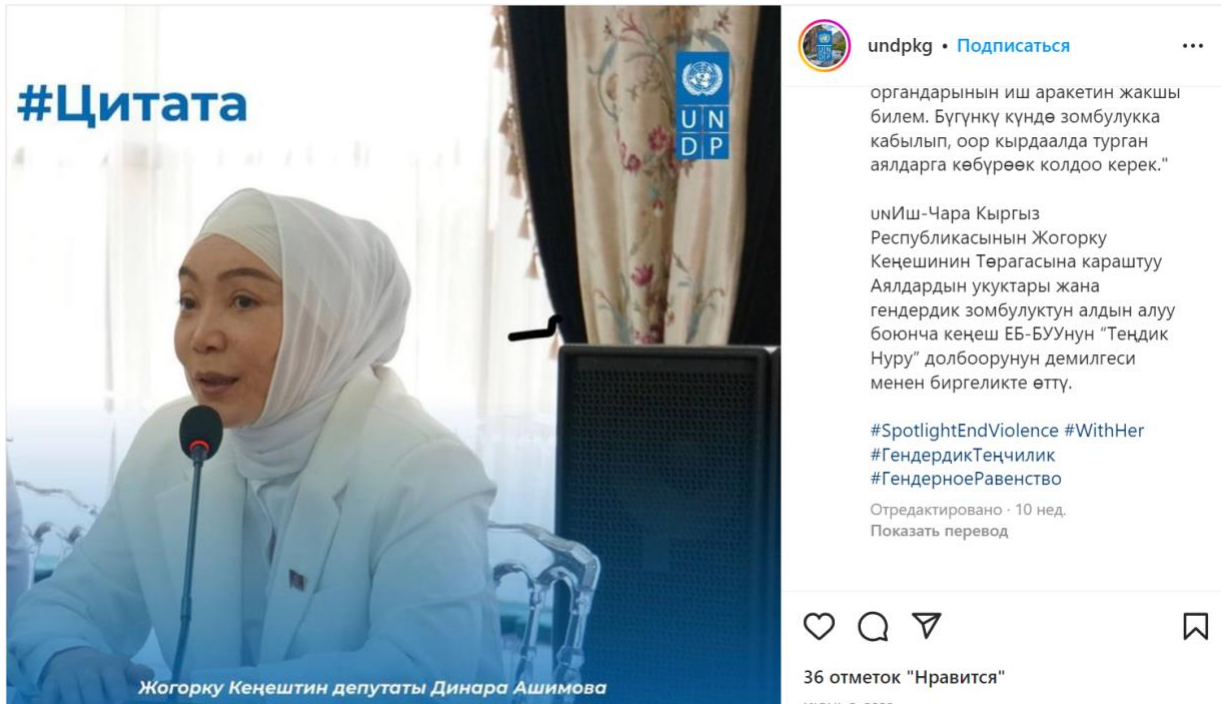 #Цитата
U N
D P
Жогорку Кеңештин депутаты Динара Ашимова
undpkg • Подписаться
органдарынын иш аракетин жакшы
билем. Бүгүнкү күндө зомбулукка
кабылып, оор кырдаалда турган
аялдарга көбүрөөк колдоо керек."
UNИш-Чара Кыргыз
Республикасынын Жогорку
Кеңешинин Төрагасына караштуу
Аялдардын укуктары жана
гендердик зомбулуктун алдын алуу
боюнча кеңеш ЕБ-БУУнун “Теңдик
Нуру” долбоорунун демилгеси
менен биргеликте өттү.
#SpotlightEndViolence #WithHer
#ГендердикТеңчилик
#ГендерноеРавенство
Отредактировано · 10 нед.
Показать перевод
36 отметок "Нравится"